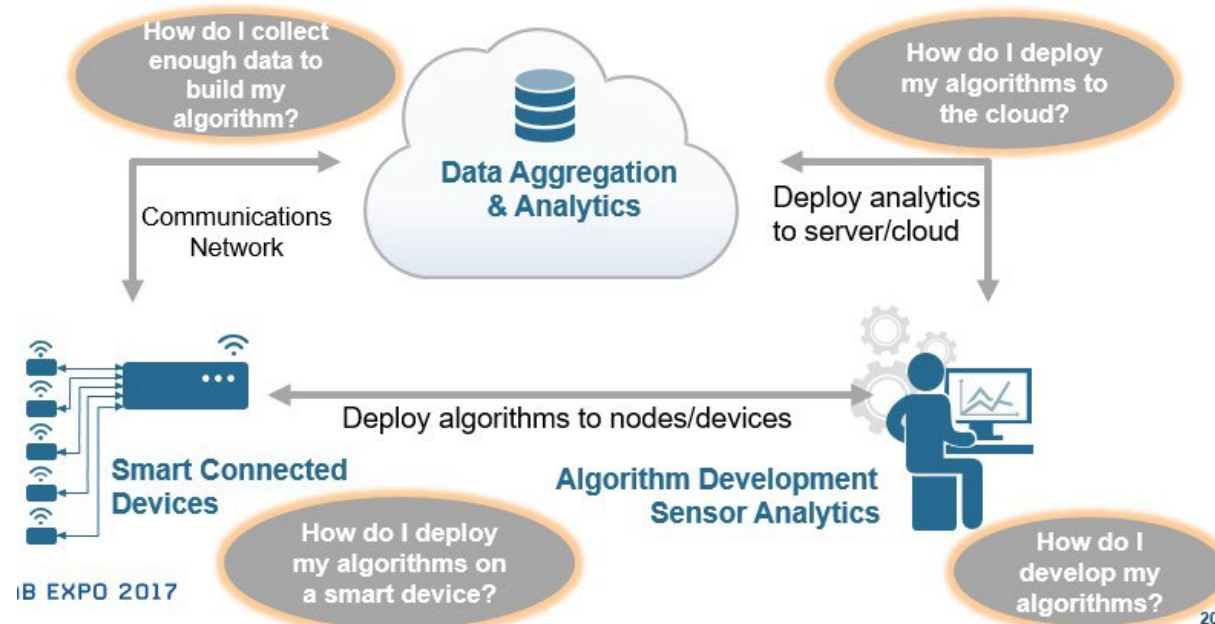 How do I collect
enough data to
build my
algorithm?
How do I deploy
my algorithms to
the cloud?
Data Aggregation
& Analytics
Communications
Network
Deploy analytics
to server/cloud
Deploy algorithms to nodes/devices
Smart Connected
Devices
Algorithm Development
Sensor Analytics
How do I deploy
my algorithms on
a smart device?
How do I
develop my
algorithms?
B EXPO 2017
20